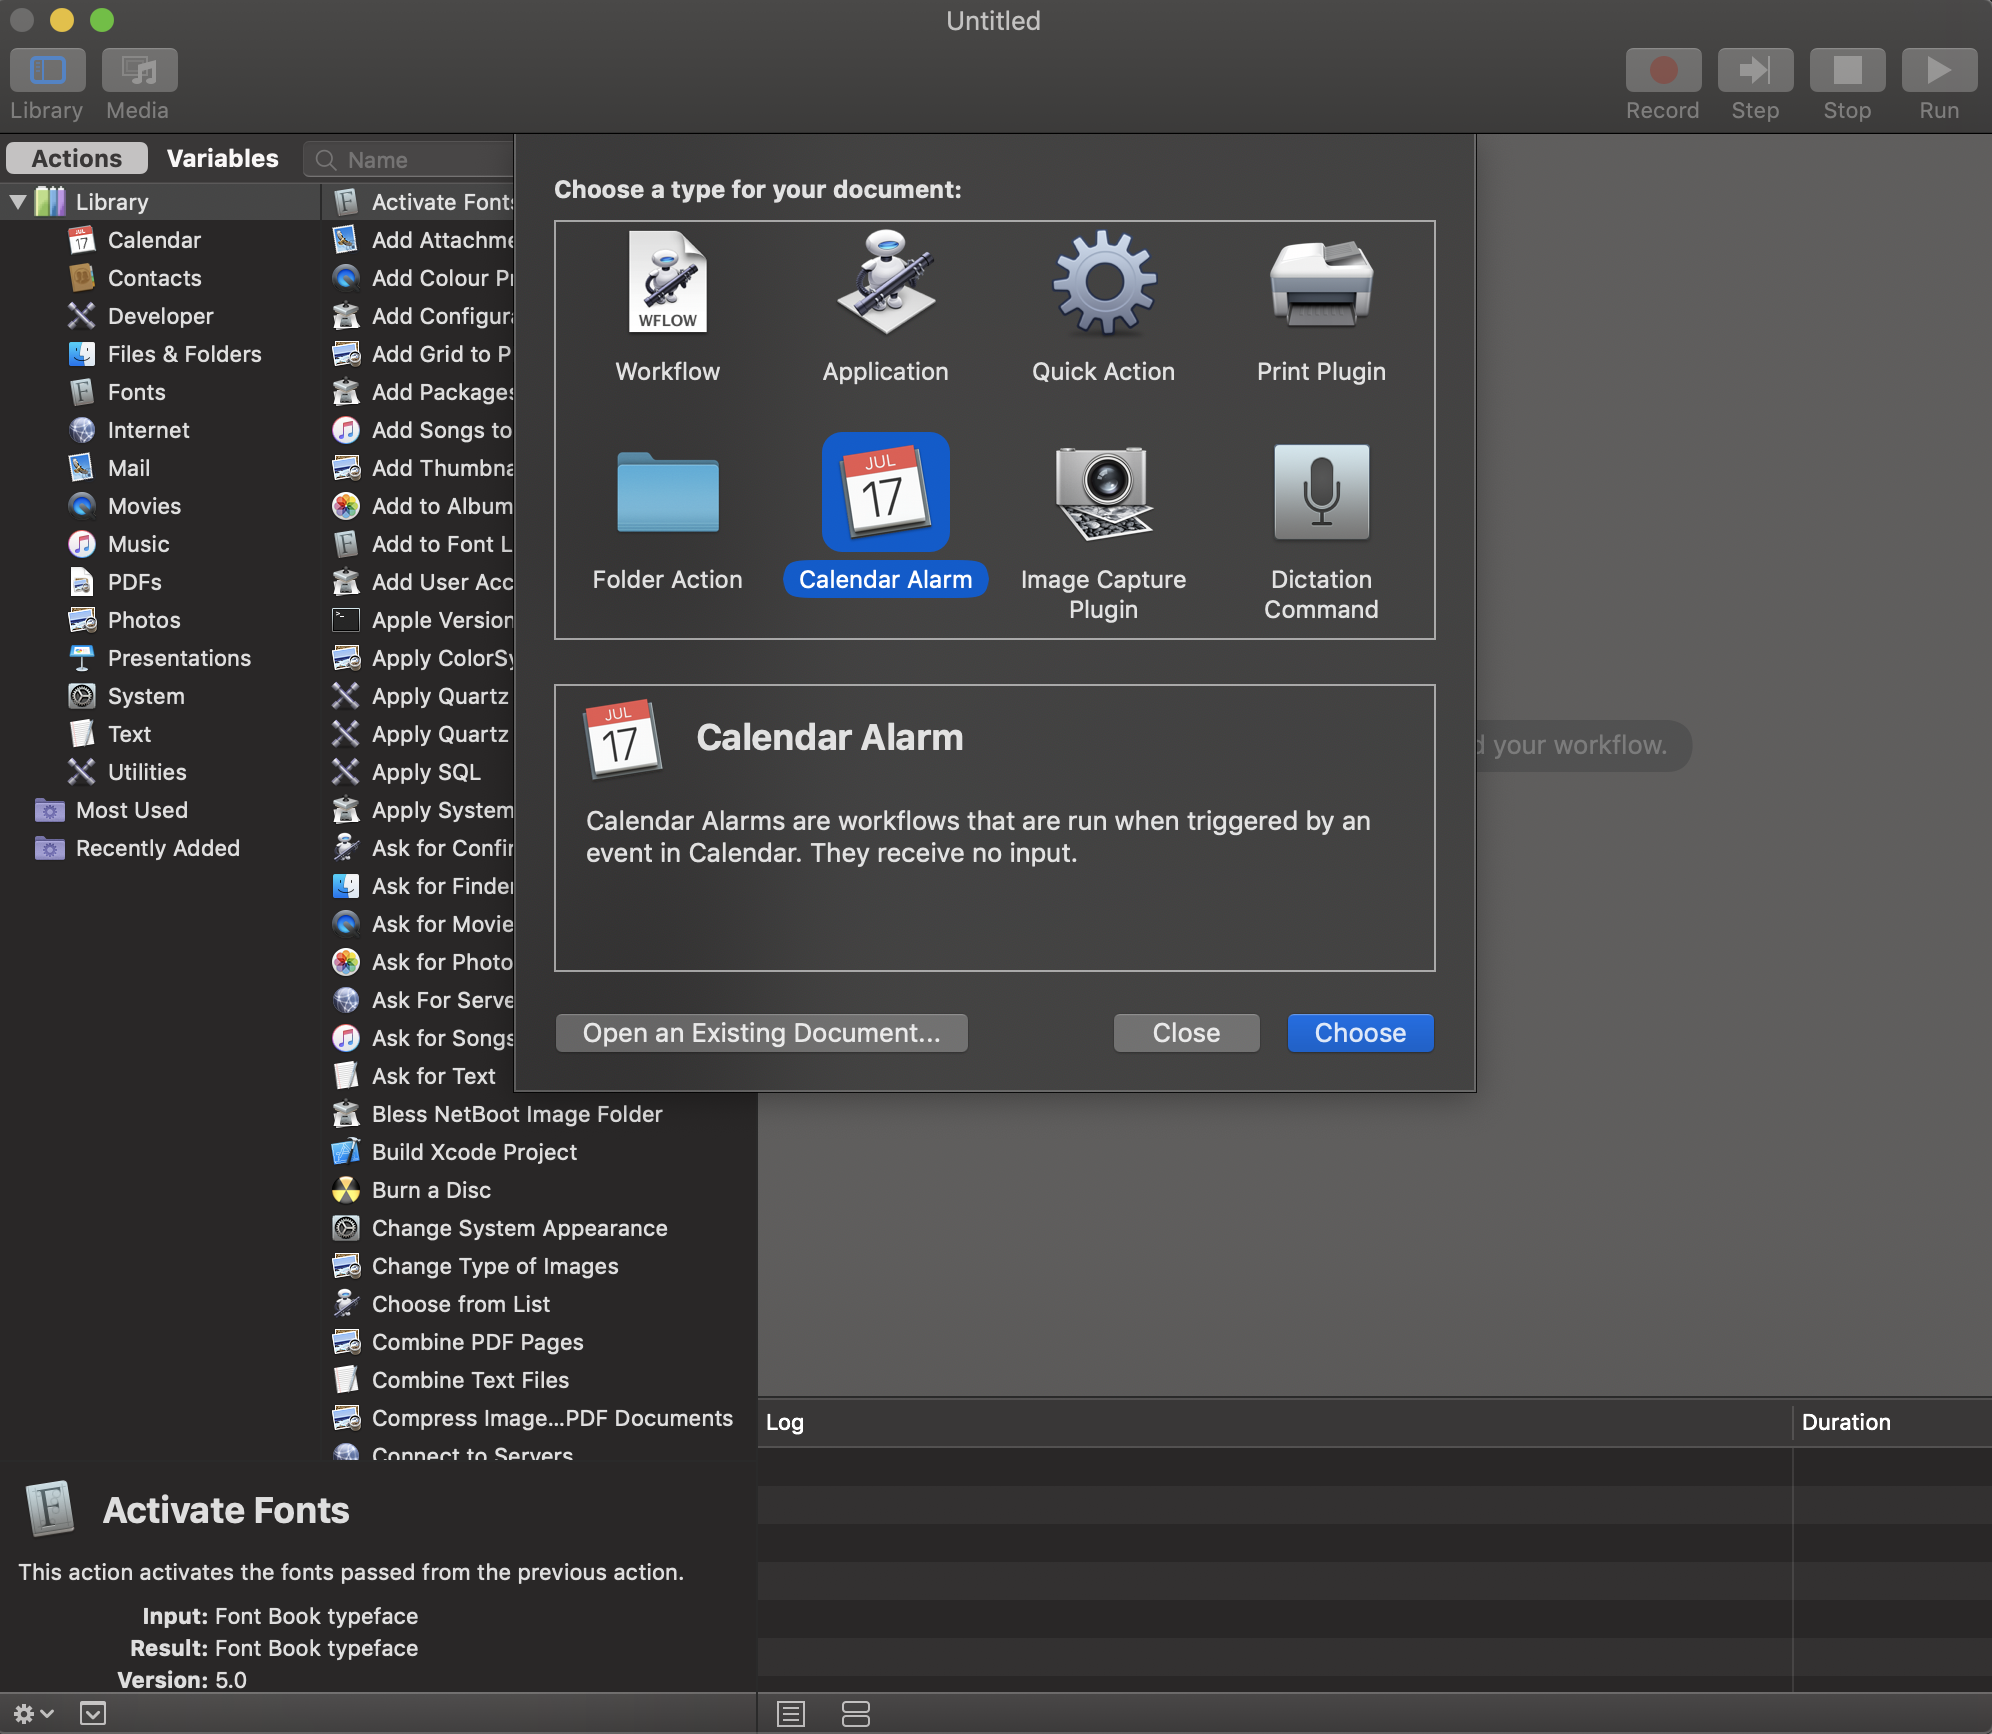 Untitled
Library
Media
Record
Step
Stop
Run
Actions
Variables
Name
Library
Calendar
Contacts
Developer
Files & Folders
Fonts
Internet
Mail
Movies
Music
PDFs
Photos
Presentations
System
Text
Utilities
Most Used
Recently Added
Activate Fonts
Add Attachme
Add Colour Pr
Add Configura
Add Grid to P
Add Packages
Add Songs to
Add Thumbna
Add to Album
Add to Font L
Add User Acc
Apple Version
Apply ColorSy
Apply Quartz
Apply Quartz
Apply SQL
Apply System
Ask for Confir
Ask for Finder
Ask for Movie
Ask for Photo
Ask For Serve
Ask for Songs
Ask for Text
Bless NetBoot Image Folder
Build Xcode Project
Burn a Disc
Change System Appearance
Change Type of Images
Choose from List
Combine PDF Pages
Combine Text Files
Compress Image...PDF Documents
Connect to Servers
Choose a type for your document:
WFLOW
Workflow
Application
Quick Action
Print Plugin
Folder Action
JUL
17
Calendar Alarm
Image Capture
Plugin
Dictation
Command
JUL
17
Calendar Alarm
Calendar Alarms are workflows that are run when triggered by an
event in Calendar. They receive no input.
Open an Existing Document...
Close
Choose
d your workflow.
Log
Duration
Activate Fonts
This action activates the fonts passed from the previous action.
Input: Font Book typeface
Result: Font Book typeface
Version: 5.0